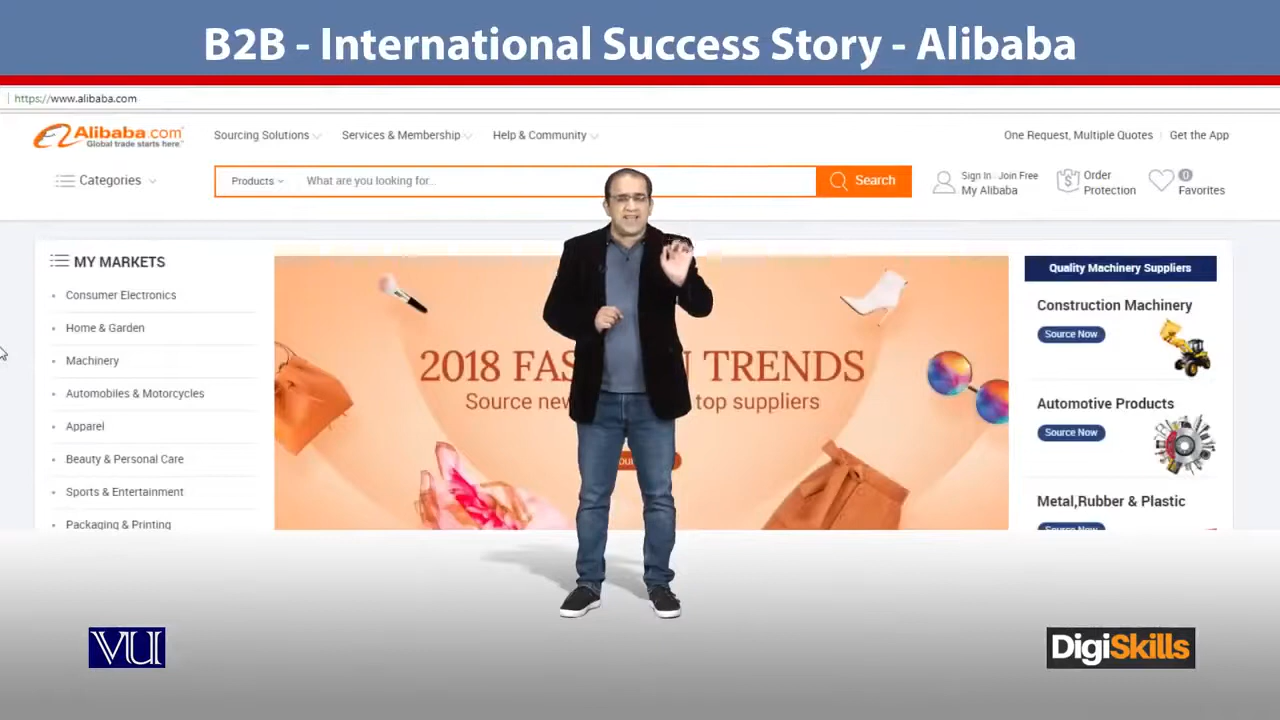 B2B - International Success Story - Alibaba
https://www.alibaba.com
Alibaba.com
Global trade starts here
Sourcing Solutions
Services & Membership
Help & Community
One Request, Multiple Quotes
Get the App
Categories
Products
What are you looking for...
Search
Sign In
Join Free
My Alibaba
Order
Protection
0
Favorites
MY MARKETS
Consumer Electronics
Home & Garden
Machinery
Automobiles & Motorcycles
Apparel
Beauty & Personal Care
Sports & Entertainment
Packaging & Printing
2018 FAS N TRENDS
Source new top suppliers
Quality Machinery Suppliers
Construction Machinery
Source Now
Automotive Products
Source Now
Metal,Rubber & Plastic
Source Now
VU
DigiSkills